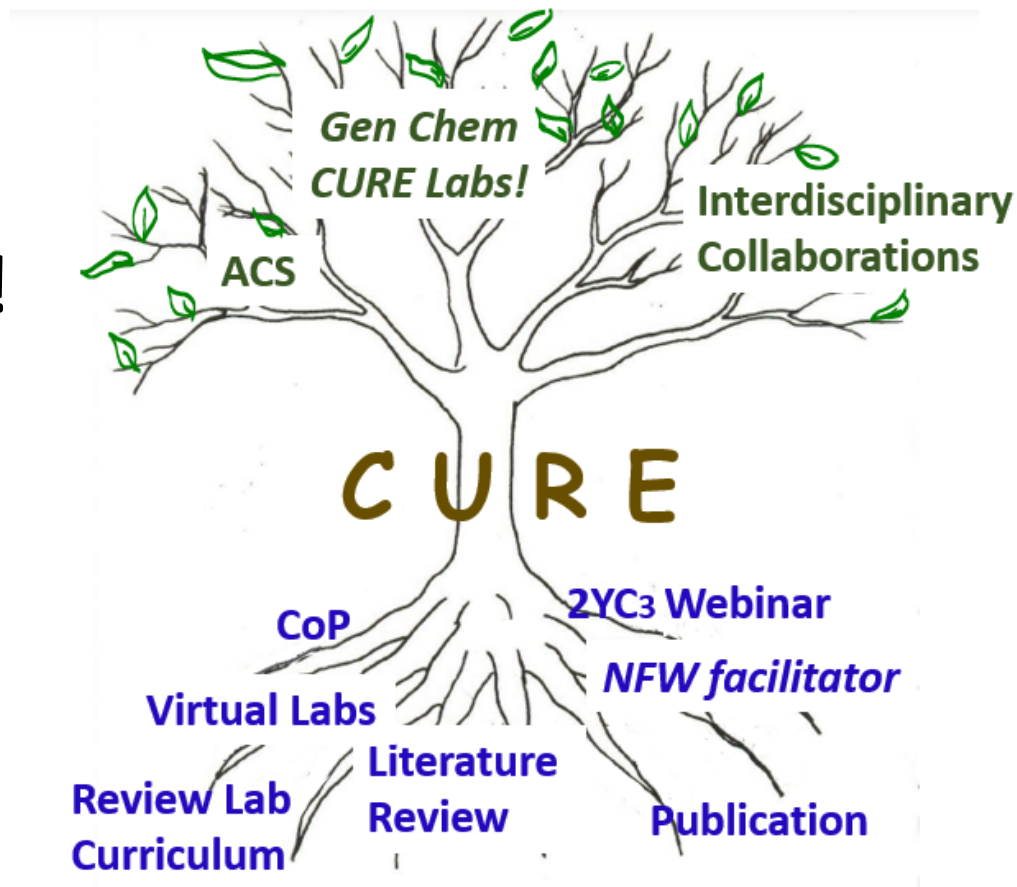 Gen Chem
CURE Labs!
Interdisciplinary
Collaborations
ACS
!
C U R E
2YC3 Webinar
CoP
NFW facilitator
Virtual Labs
Literature
Review
Review Lab
Curriculum
Publication